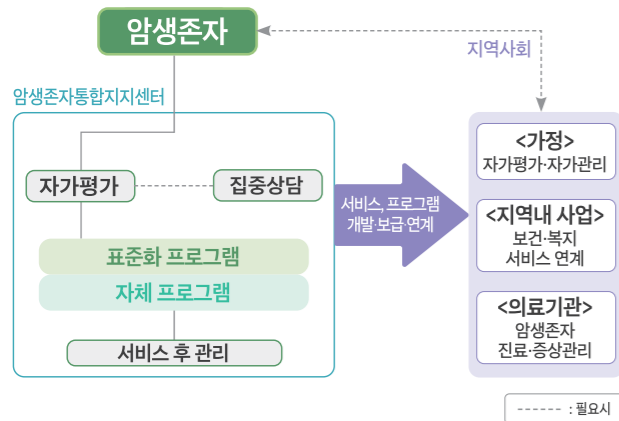 암생존자
지역사회
암생존자통합지지센터
자가평가
집중상담
표준화 프로그램
자체 프로그램
서비스 후 관리
서비스, 프로그램
개발·보급 연계
<가정>
자가평가·자가관리
<지역내 사업>
보건·복지
서비스 연계
<의료기관>
암생존자
진료·증상관리
: 필요시